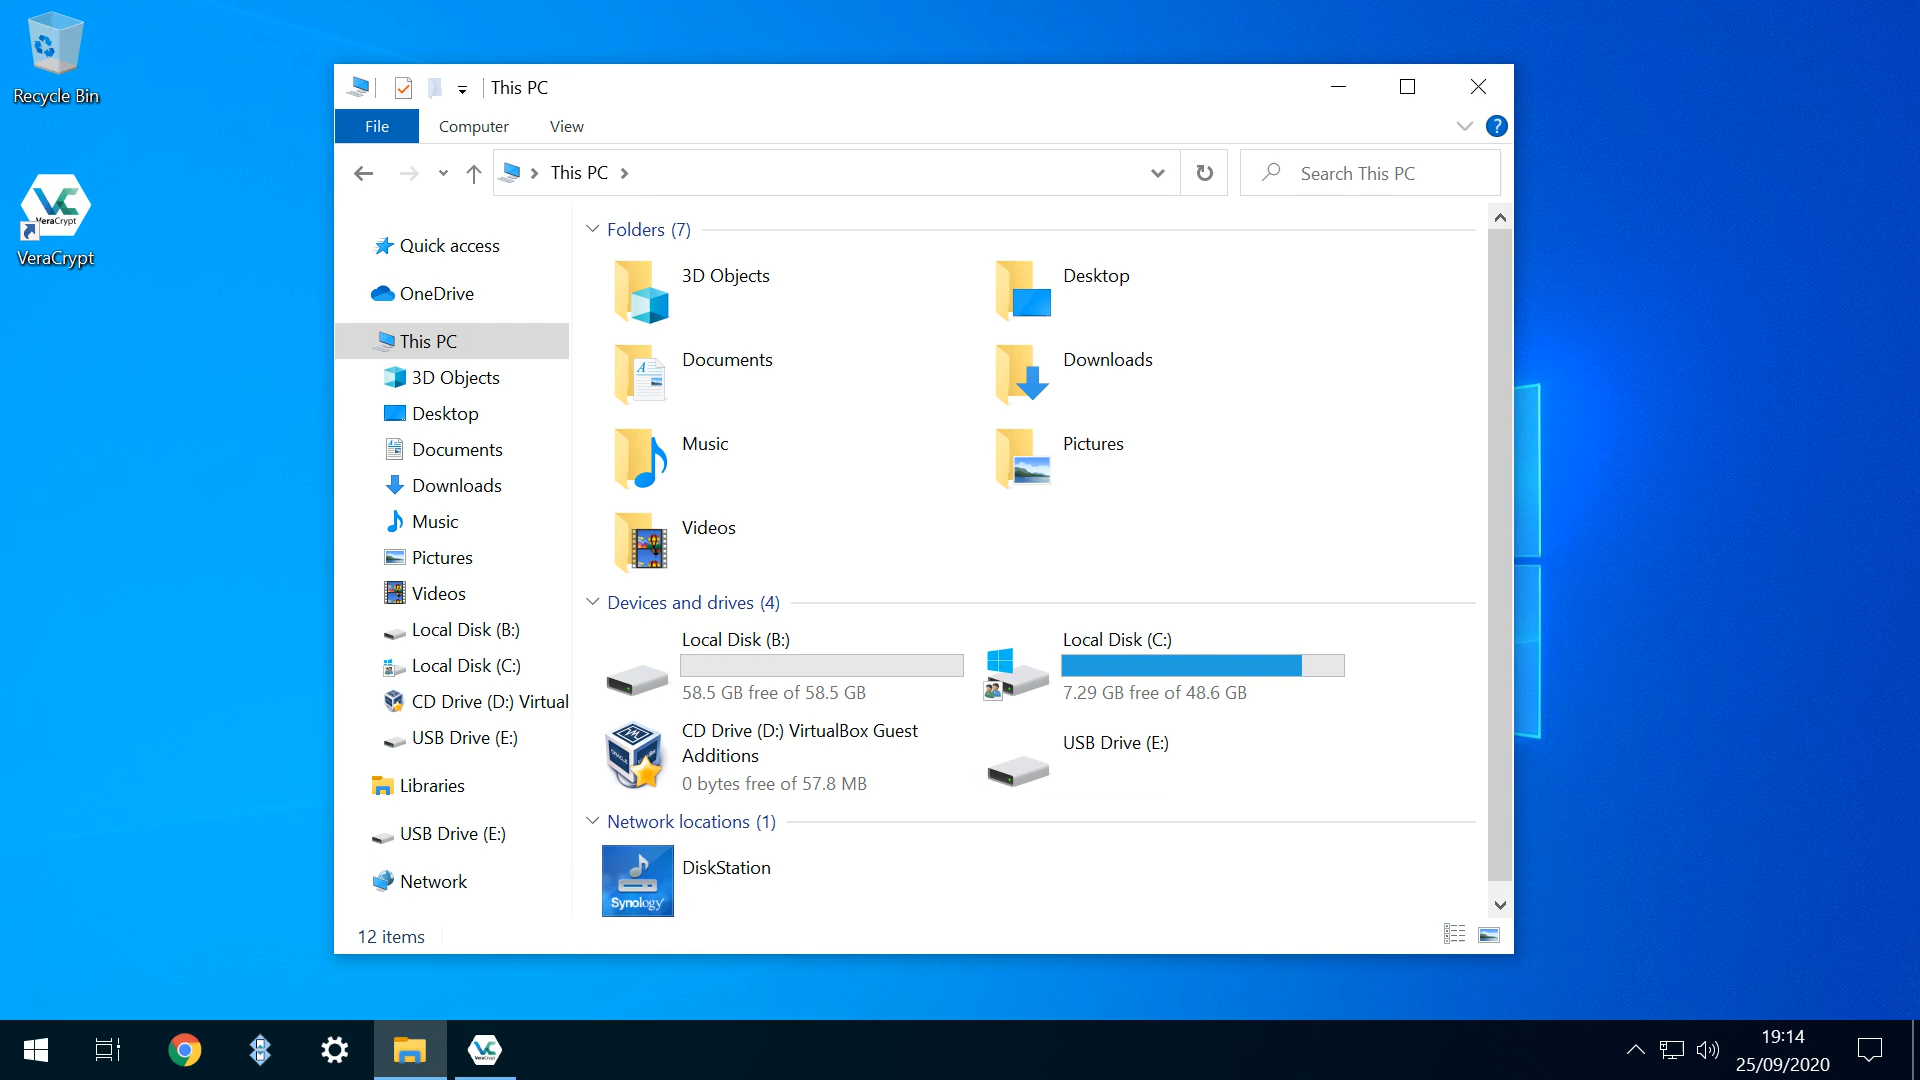 Recycle Bin
VeraCrypt
VeraCrypt
This PC
File
Computer
View
?
This PC
Search This PC
Quick access
OneDrive
This PC
3D Objects
Desktop
Documents
Downloads
Music
Pictures
Videos
Local Disk (B:)
Local Disk (C:)
CD Drive (D:) Virtual
USB Drive (E:)
Libraries
USB Drive (E:)
Network
Folders (7)
3D Objects
Desktop
Documents
Downloads
Music
Pictures
Videos
Devices and drives (4)
Local Disk (B:)
58.5 GB free of 58.5 GB
Local Disk (C:)
7.29 GB free of 48.6 GB
CD Drive (D:) VirtualBox Guest
Additions
0 bytes free of 57.8 MB
USB Drive (E:)
Network locations (1)
Synology
DiskStation
12 items
VeraCrypt
19:14
25/09/2020